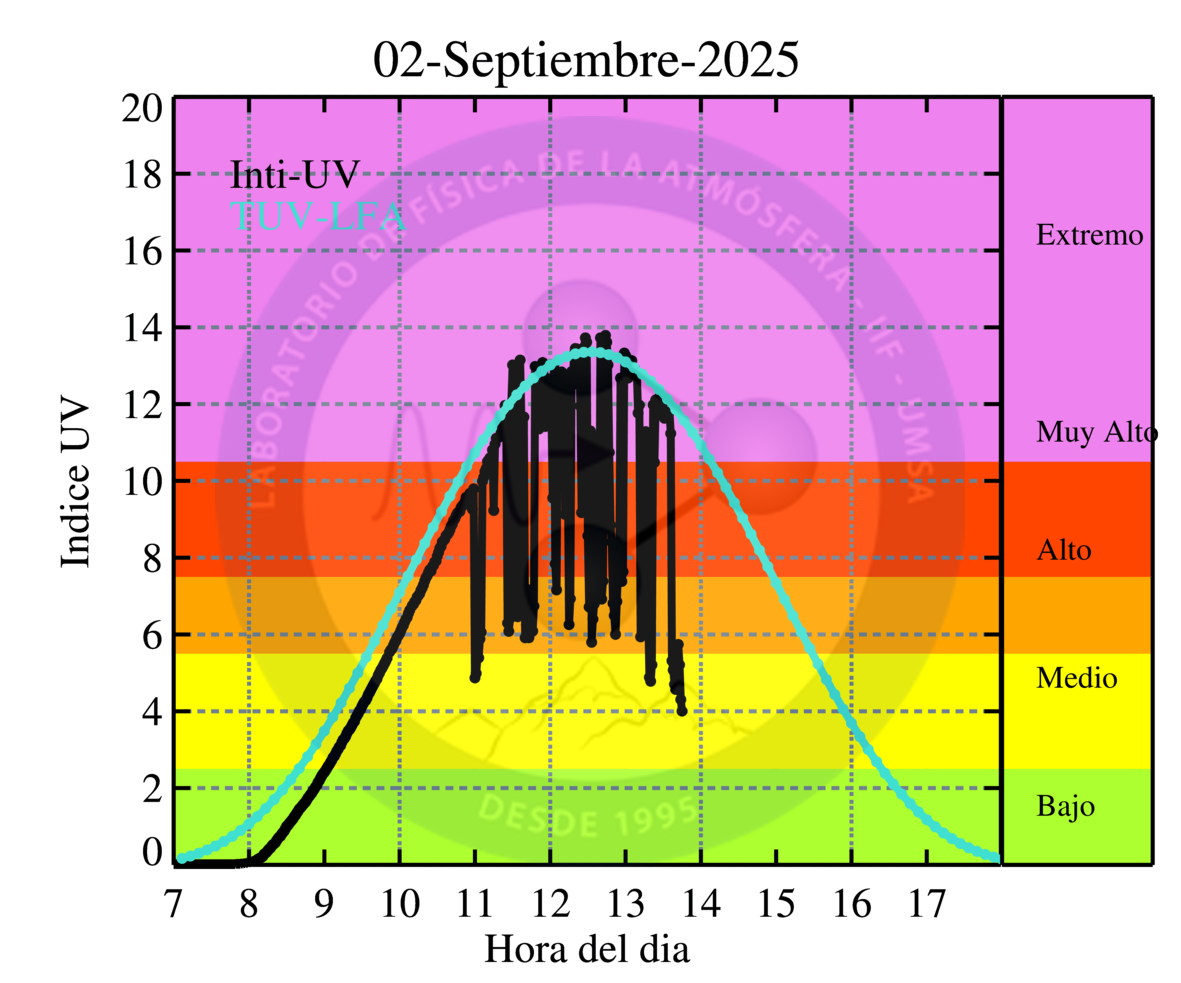 02-Septiembre-2025
20
18
16
14
12
10
8
6
4
2
0
Indice UV
Inti-UV
TUV-LFA
LABORATORIO DE FÍSICA DE LA ATMÓSFERA - IIF - UMSA
DESDE 1995
Extremo
Muy Alto
Alto
Medio
Bajo
7 8 9 10 11 12 13 14 15 16 17
Hora del dia